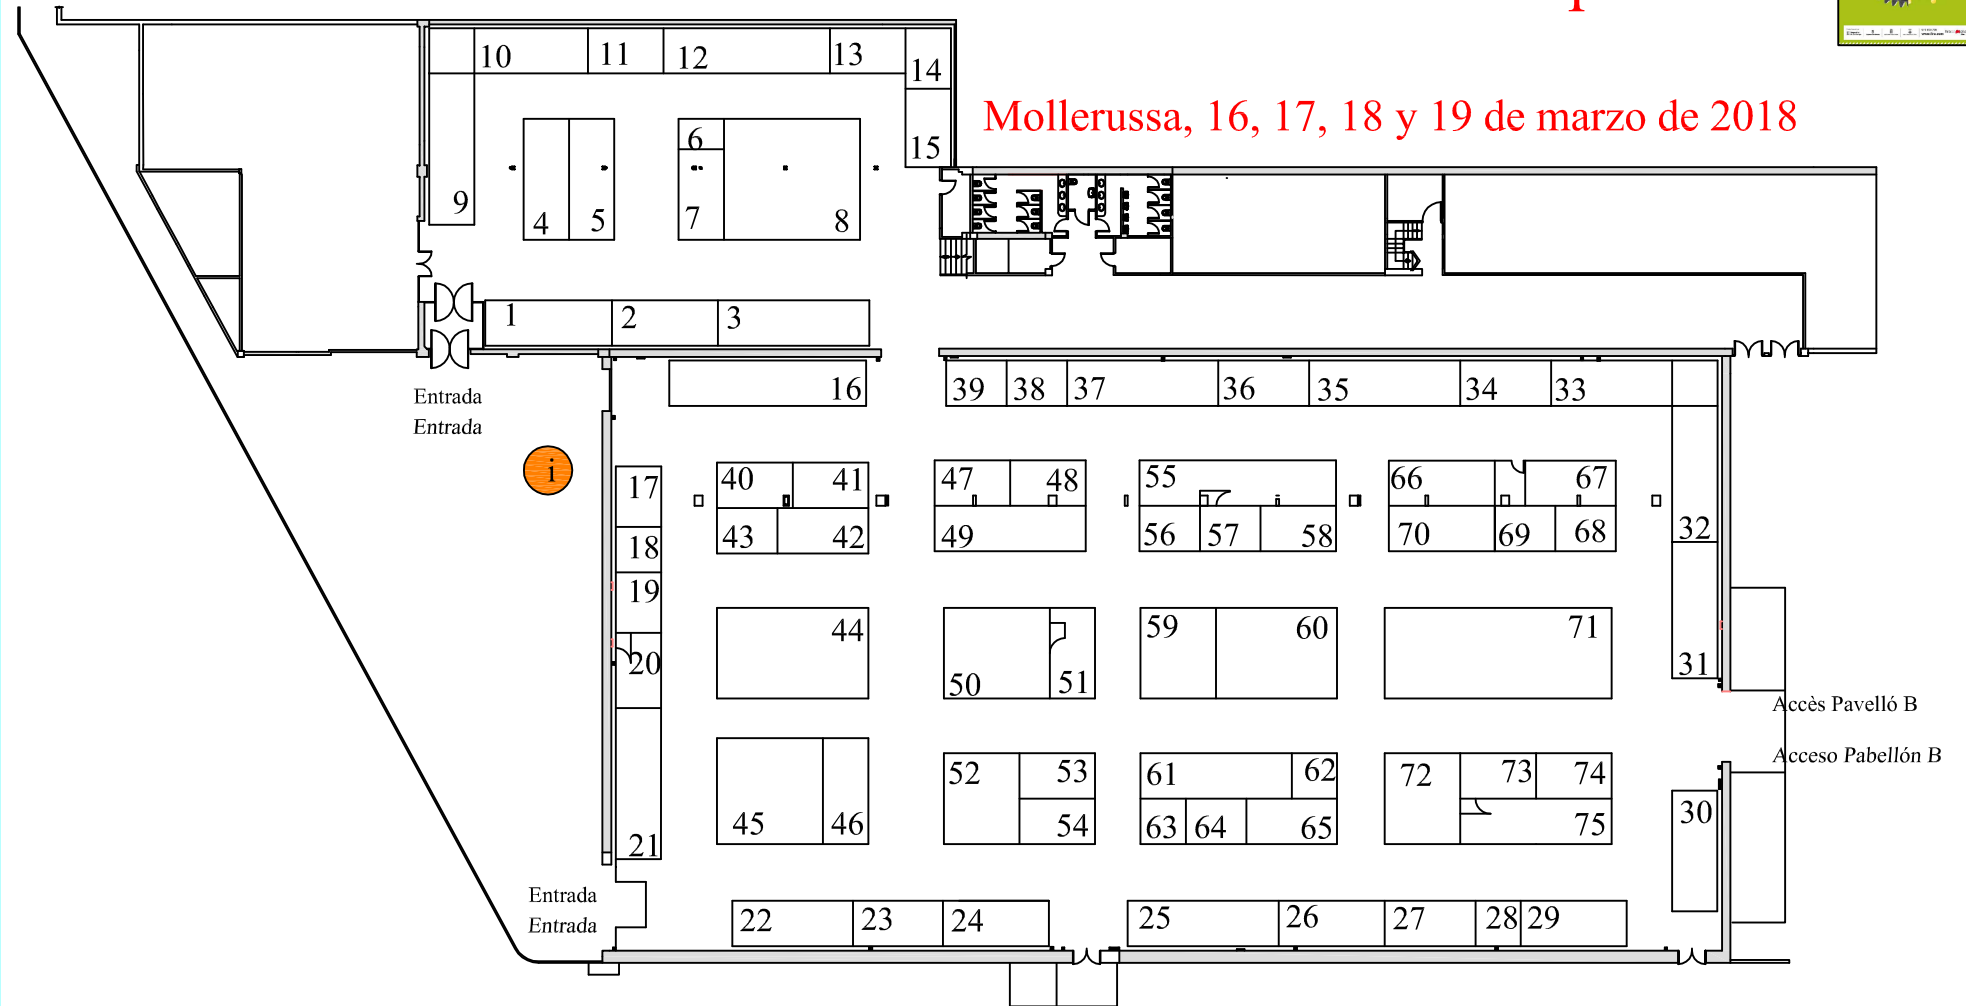 Mollerussa, 16, 17, 18 y 19 de marzo de 2018
10 11 12 13 14
15
6
9 4 5 7 8
1 2 3
Entrada
Entrada
i
16 39 38 37 36 35 34 33
17 40 41 47 48 55 66 67
18 43 42 49 56 57 58 70 69 68 32
19
44 59 60 71
20 50 51 31
Accès Pavelló B
Acceso Pabellón B
52 53 61 62 72 73 74
21 45 46 54 63 64 65 75 30
Entrada
Entrada
22 23 24 25 26 27 28 29